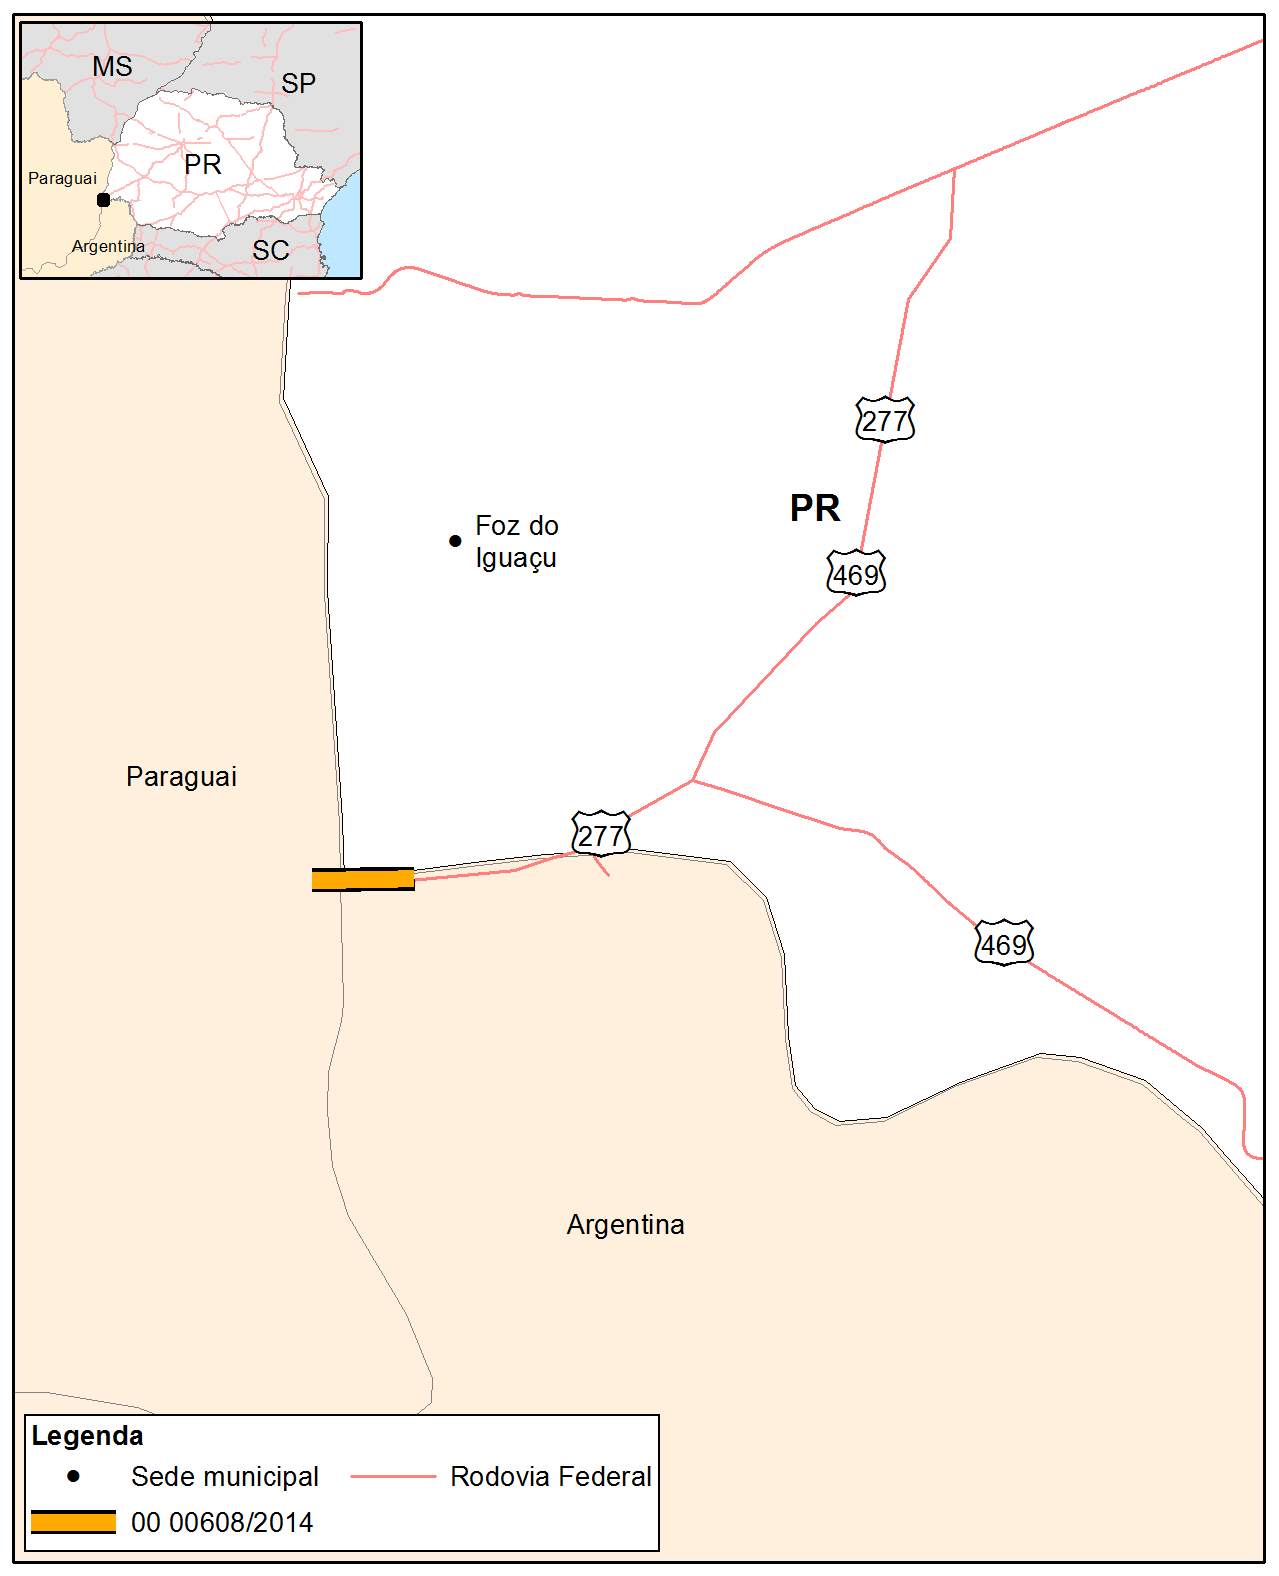 MS
SP
PR
Paraguai
Argentina
SC
277
PR
469
Foz do
Iguaçu
Paraguai
277
469
Argentina
Legenda
Sede municipal
Rodovia Federal
00 00608/2014